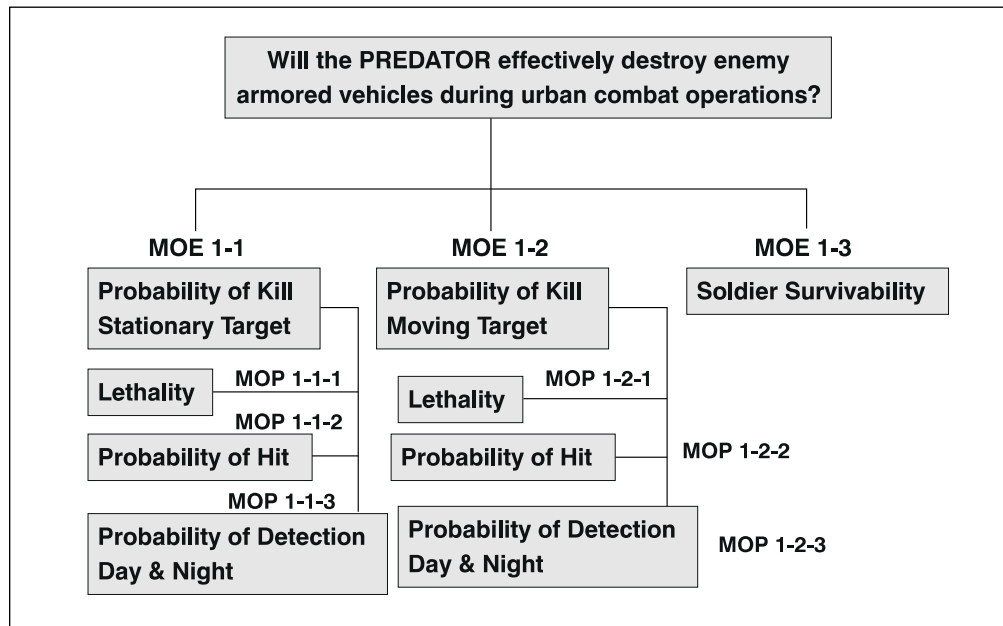 Will the PREDATOR effectively destroy enemy
armored vehicles during urban combat operations?
MOE 1-1
Probability of Kill
Stationary Target
MOP 1-1-1
Lethality
MOP 1-1-2
Probability of Hit
MOP 1-1-3
Probability of Detection
Day & Night
MOE 1-2
Probability of Kill
Moving Target
MOP 1-2-1
Lethality
Probability of Hit
MOP 1-2-2
Probability of Detection
Day & Night
MOP 1-2-3
MOE 1-3
Soldier Survivability